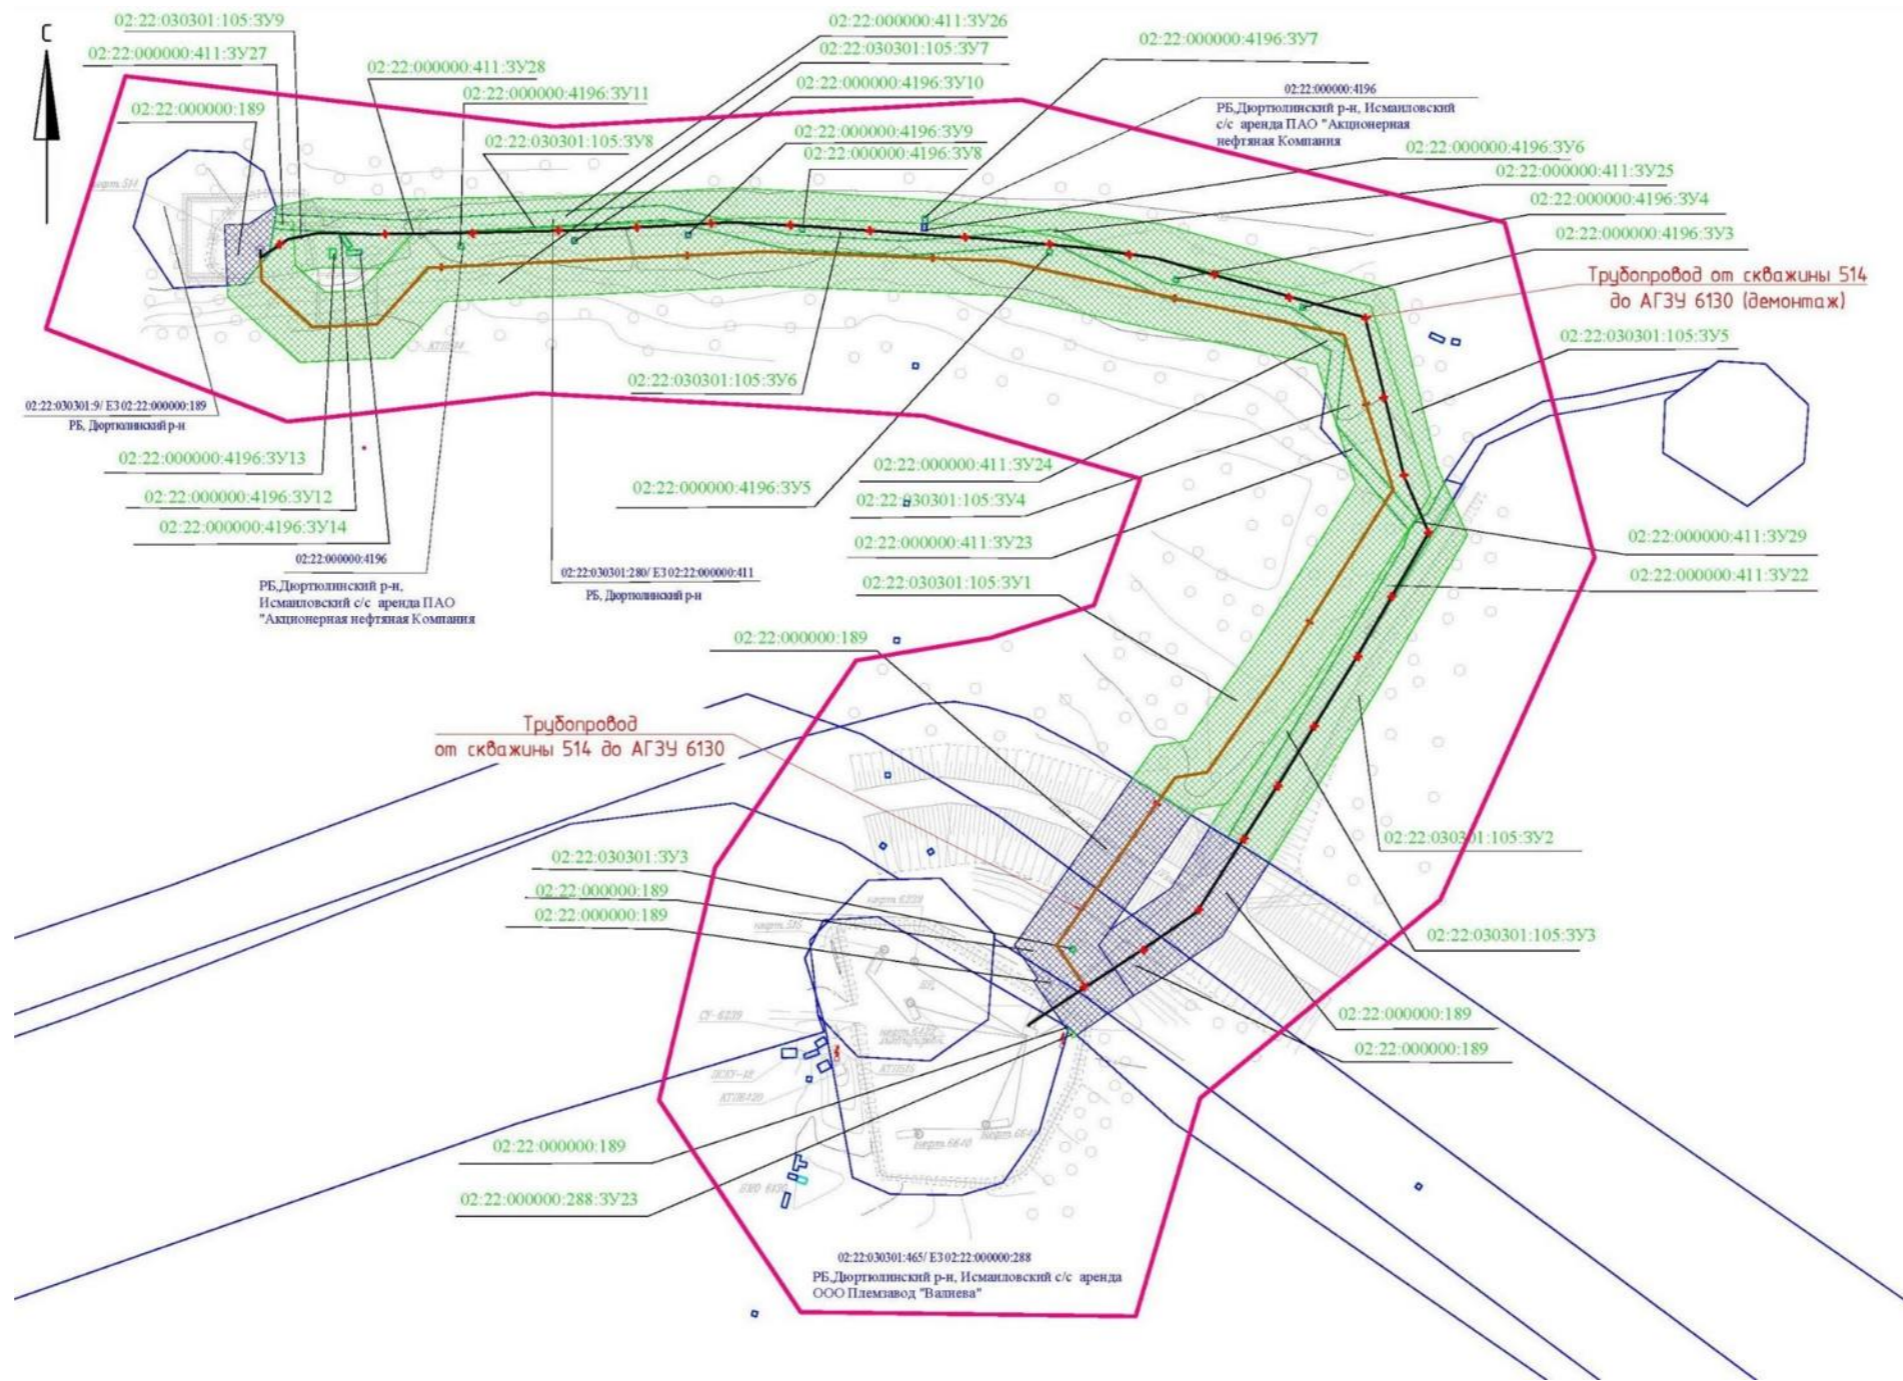 02:22:030301:105:ЗУ9
С
02:22:000000:411:ЗУ27
02:22:000000:411:ЗУ28
02:22:000000:189
02:22:000000:4196:ЗУ11
02:22:030301:105:ЗУ8
02:22:000000:411:ЗУ26
02:22:030301:105:ЗУ7
02:22:000000:4196:ЗУ10
02:22:000000:4196:ЗУ9
02:22:000000:4196:ЗУ8
02:22:000000:4196:ЗУ7
02:22:000000:4196
РБ,Дюртюлинский р-н, Исмаиловский
с/с аренда ПАО "Акционерная
нефтяная Компания
02:22:000000:4196:ЗУ6
02:22:000000:411:ЗУ25
02:22:000000:4196:ЗУ4
02:22:000000:4196:ЗУ3
Трубопровод от скважины 514
до АГЗУ 6130 (демонтаж)
02:22:030301:105:ЗУ5
02:22:030301:105:ЗУ6
02:22:030301:9/ ЕЗ 02:22:000000:189
РБ, Дюртюлинский р-н
02:22:000000:4196:ЗУ13
02:22:000000:4196:ЗУ12
02:22:000000:4196:ЗУ14
02:22:000000:4196
РБ,Дюртюлинский р-н,
Исмаиловский с/с аренда ПАО
"Акционерная нефтяная Компания
02:22:000000:4196:ЗУ5
02:22:030301:280/ ЕЗ 02:22:000000:411
РБ, Дюртюлинский р-н
02:22:000000:411:ЗУ24
02:22:030301:105:ЗУ4
02:22:000000:411:ЗУ23
02:22:030301:105:ЗУ1
02:22:000000:411:ЗУ29
02:22:000000:411:ЗУ22
02:22:000000:189
Трубопровод
от скважины 514 до АГЗУ 6130
02:22:030301:105:ЗУ2
02:22:030301:ЗУ3
02:22:000000:189
02:22:000000:189
02:22:030301:105:ЗУ3
02:22:000000:189
02:22:000000:189
СУ-6239
02:22:000000:189
02:22:000000:288:ЗУ23
02:22:030301:465/ ЕЗ 02:22:000000:288
РБ,Дюртюлинский р-н, Исмаиловский с/с аренда
ООО Племзавод "Валиева"